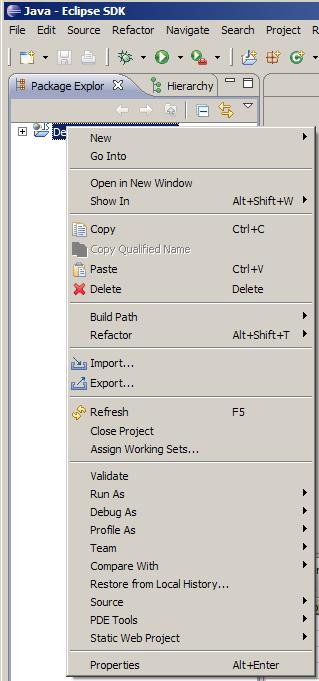 Java - Eclipse SDK
File Edit Source Refactor Navigate Search Project
Package Explor Hierarchy
New
Go Into
Open in New Window
Show In Alt+Shift+W
Copy Ctrl+C
Copy Qualified Name
Paste Ctrl+V
Delete Delete
Build Path
Refactor Alt+Shift+T
Import...
Export...
Refresh F5
Close Project
Assign Working Sets...
Validate
Run As
Debug As
Profile As
Team
Compare With
Restore from Local History...
Source
PDE Tools
Static Web Project
Properties Alt+Enter